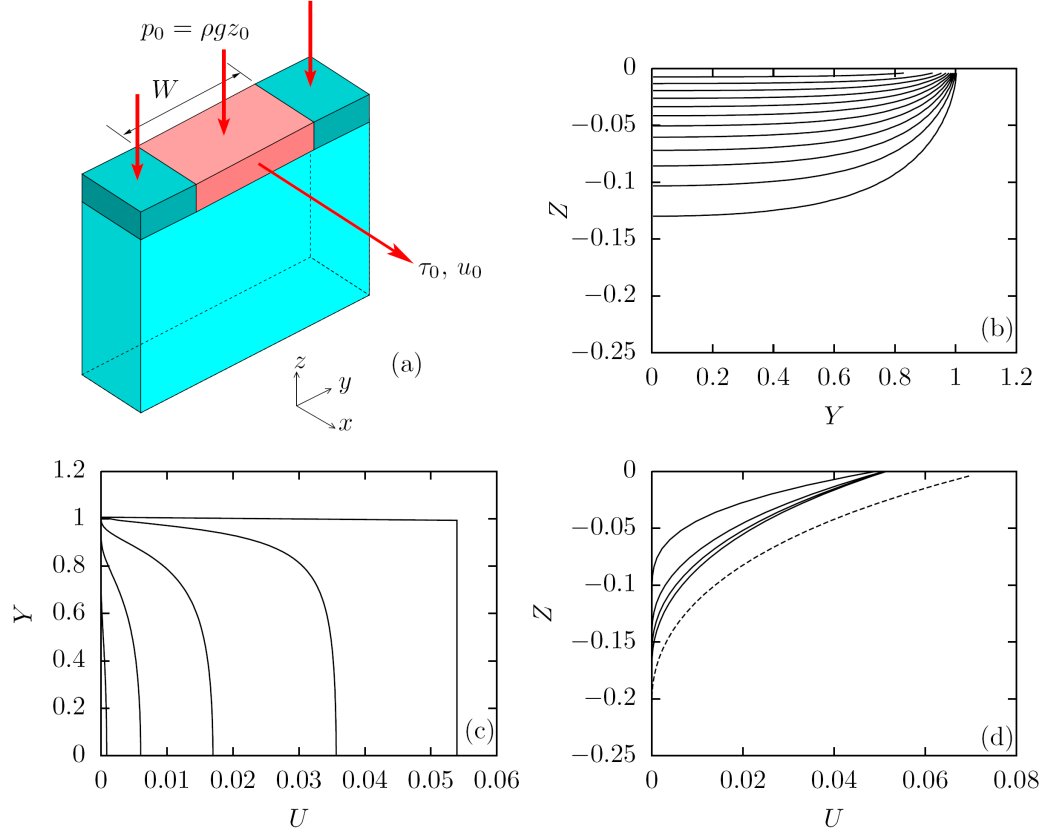 p₀ = ρgz₀
W
τ₀, u₀
z
y
x
(a)
0
−0.05
−0.1
−0.15
−0.2
−0.25
Z
(b)
0 0.2 0.4 0.6 0.8 1 1.2
Y
1.2
1
0.8
0.6
0.4
0.2
0
Y
(c)
0 0.01 0.02 0.03 0.04 0.05 0.06
U
0
−0.05
−0.1
−0.15
−0.2
−0.25
Z
(d)
0 0.02 0.04 0.06 0.08
U